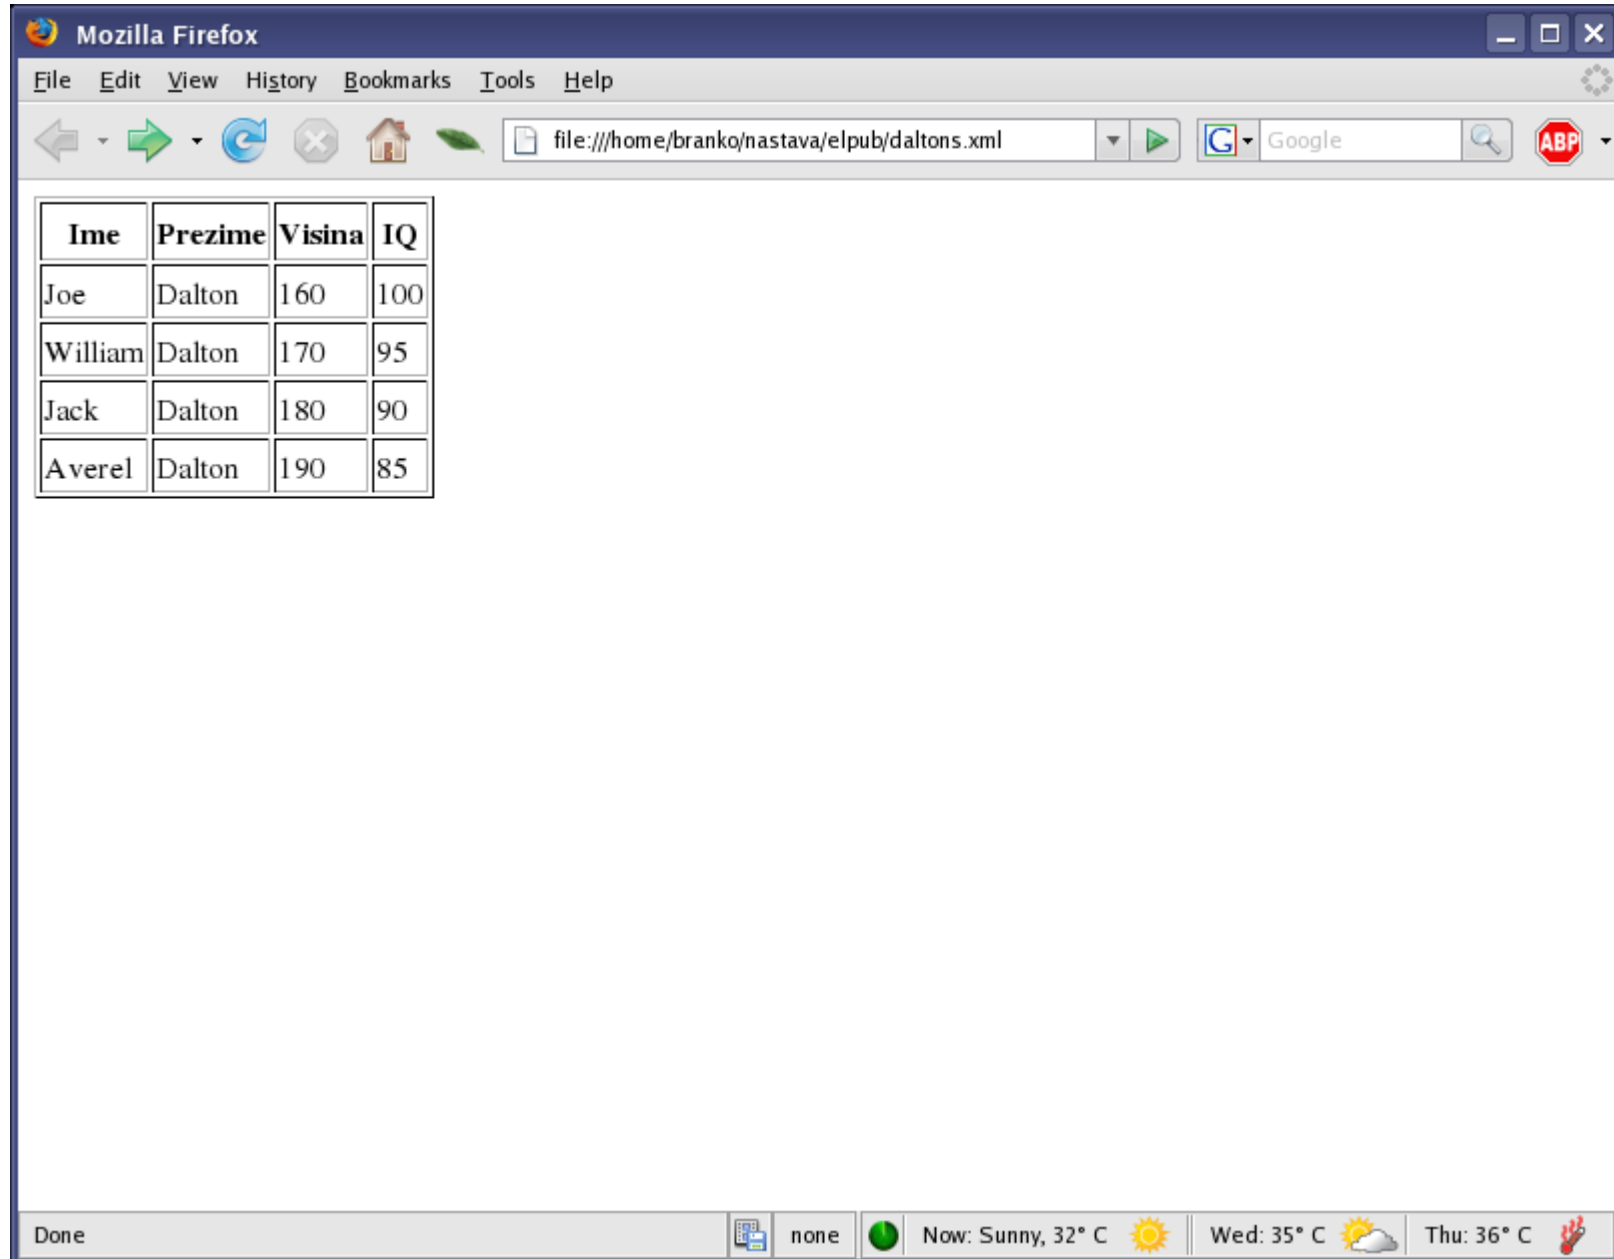 Mozilla Firefox
File Edit View History Bookmarks Tools Help
file:///home/branko/nastava/elpub/daltons.xml G Google ABP
Ime Prezime Visina IQ
Joe Dalton 160 100
William Dalton 170 95
Jack Dalton 180 90
Averel Dalton 190 85
Done none Now: Sunny, 32° C Wed: 35° C Thu: 36° C